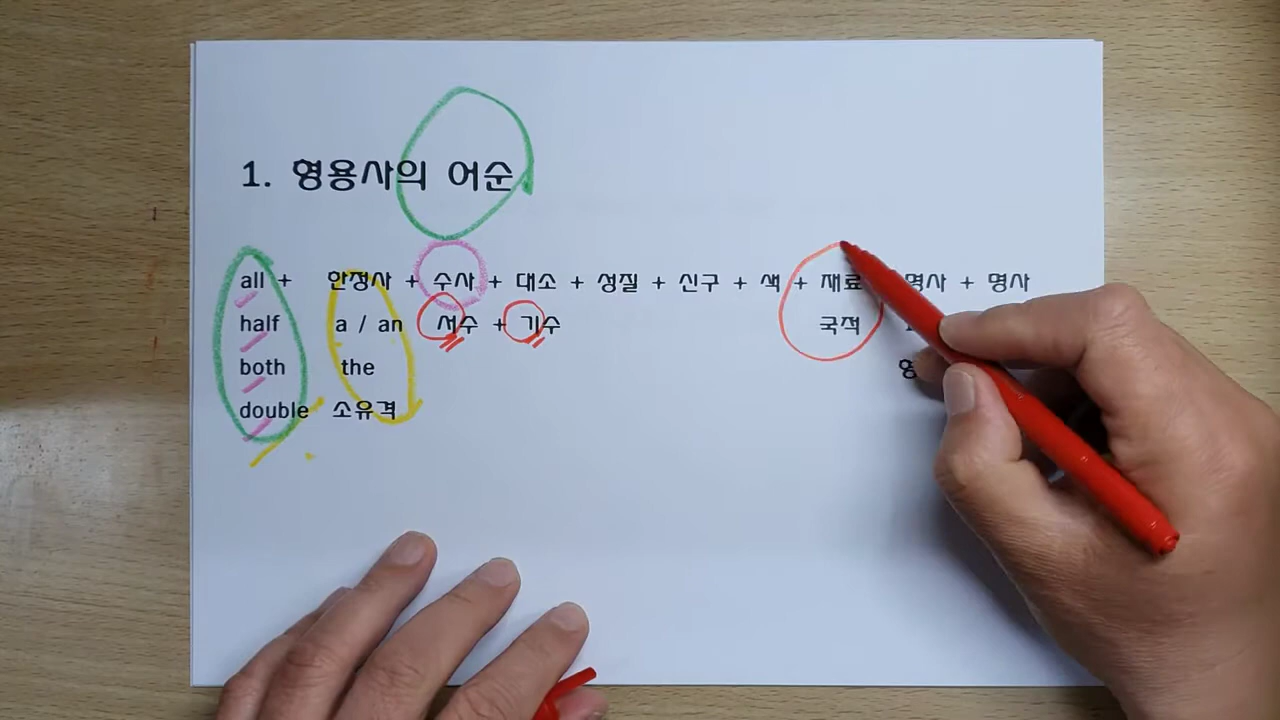 1. 형용사의 어순
all + 한정사 + 수사 + 대소 + 성질 + 신구 + 색 + 재료 명사 + 명사
half a / an 서수 + 기수 국적
both the
double 소유격